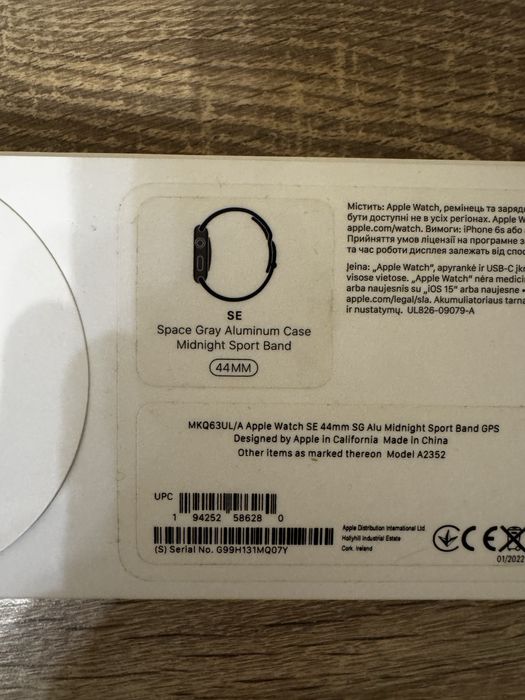 SE
Space Gray Aluminum Case
Midnight Sport Band
44MM
Містить: Apple Watch, ремінець та
бути доступні не в усіх регіонах. Apple
apple.com/watch. Вимоги: iPhone 6s або
Прийняття умов ліцензії на програмне
та час роботи дисплея залежать від
Įeina: „Apple Watch“, apyrankė ir USB-C
visose vietose. „Apple Watch“ nėra
arba naujesnis su „iOS 15“ arba naujesne •
apple.com/legal/sla. Akumuliatoriaus
ir nustatymų. UL826-09079-A
MKQ63UL/A Apple Watch SE 44mm SG Alu Midnight Sport Band GPS
Designed by Apple in California Made in China
Other items as marked thereon Model A2352
UPC
1 94252 58628 0
(S) Serial No. G99H131MQ07Y
Apple Distribution International Ltd.
Hollyhill Industrial Estate
Cork, Ireland
CE
01/2022